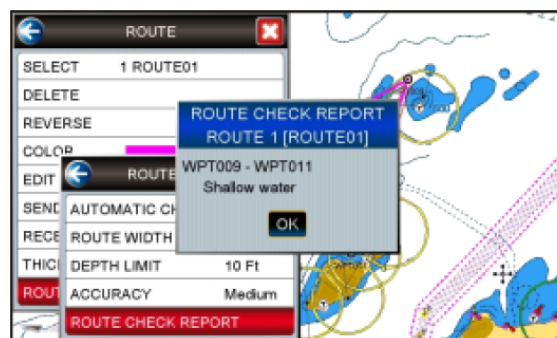 ROUTE
SELECT 1 ROUTE01
DELETE
REVERSE
COLOR
EDIT
SEND
RECE
THIC
ROUT
ROUTE
AUTOMATIC CH
ROUTE WIDTH
DEPTH LIMIT 10 Ft
ACCURACY Medium
ROUTE CHECK REPORT
ROUTE CHECK REPORT
ROUTE 1 [ROUTE01]
WPT009 - WPT011
Shallow water
OK